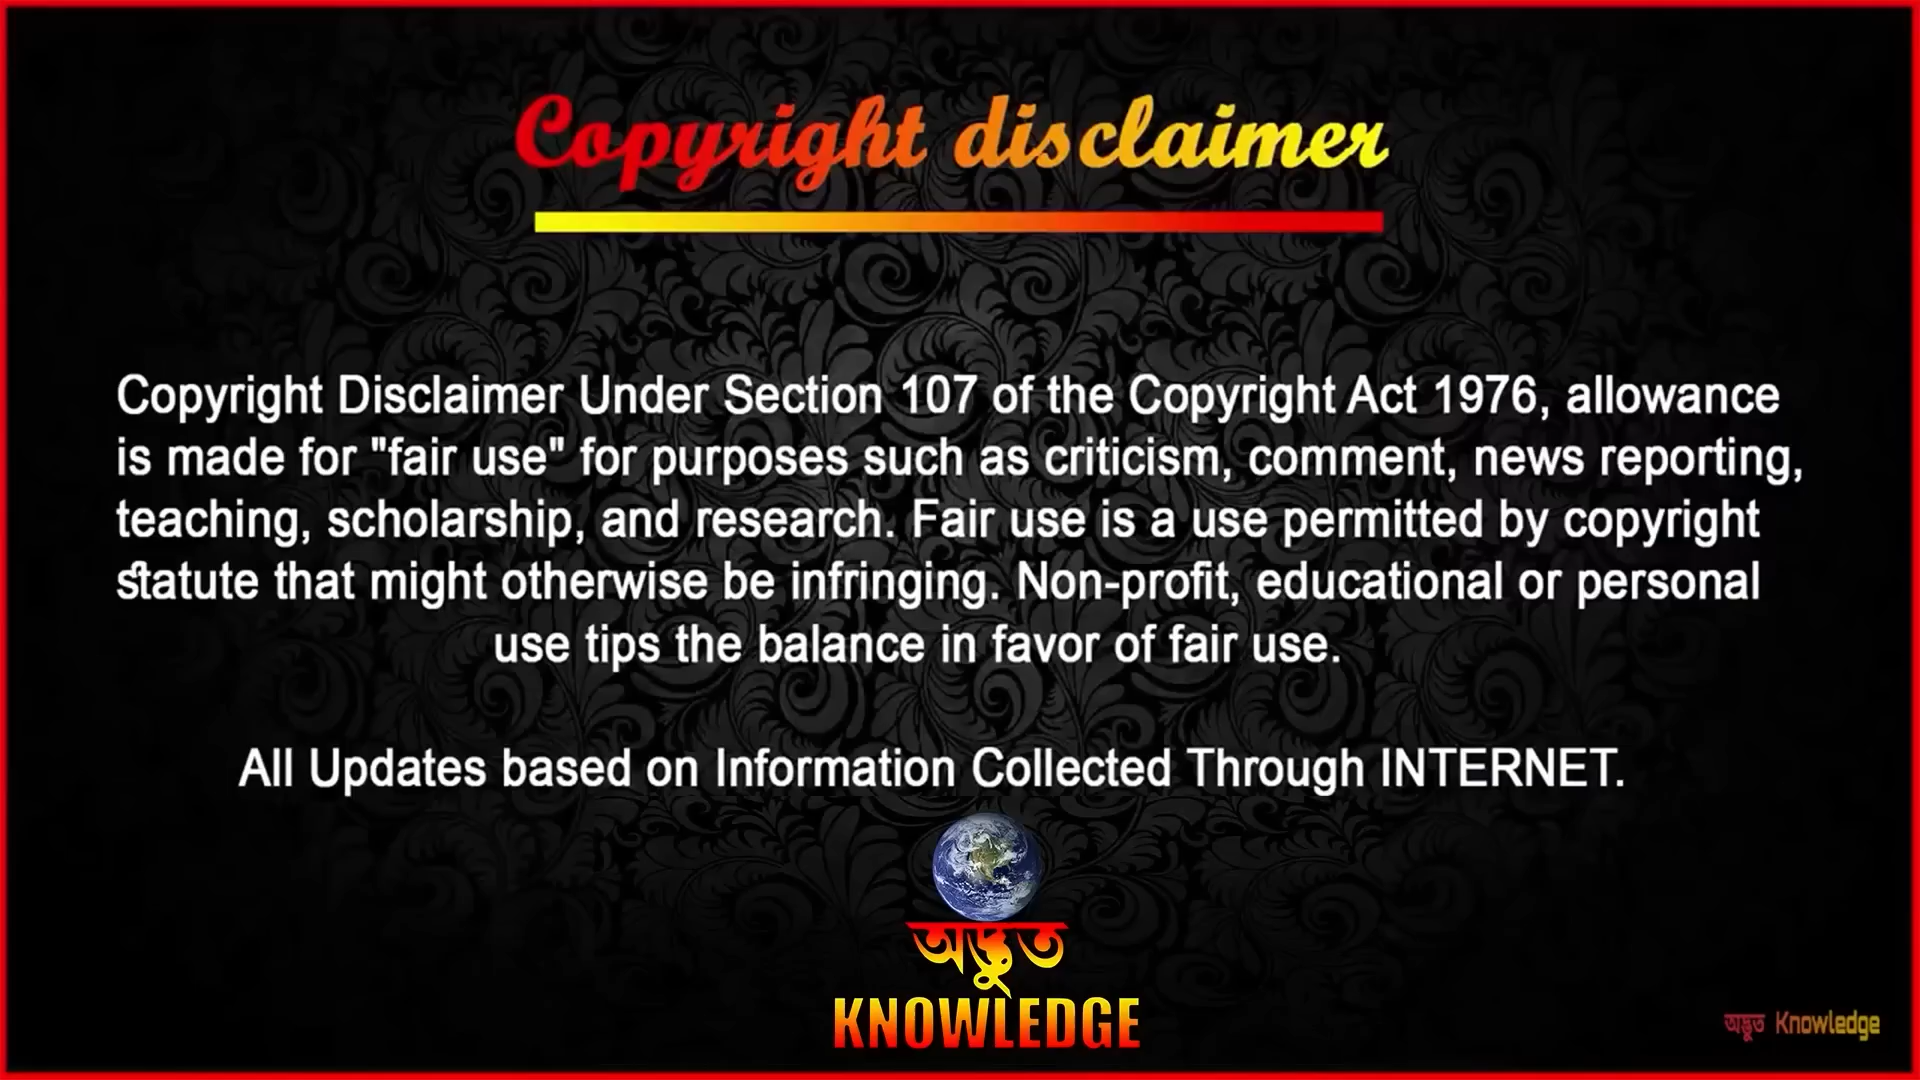 Copyright disclaimer
Copyright Disclaimer Under Section 107 of the Copyright Act 1976, allowance
is made for "fair use" for purposes such as criticism, comment, news reporting,
teaching, scholarship, and research. Fair use is a use permitted by copyright
statute that might otherwise be infringing. Non-profit, educational or personal
use tips the balance in favor of fair use.
All Updates based on Information Collected Through INTERNET.
অদ্ভুত
KNOWLEDGE
অদ্ভুত Knowledge